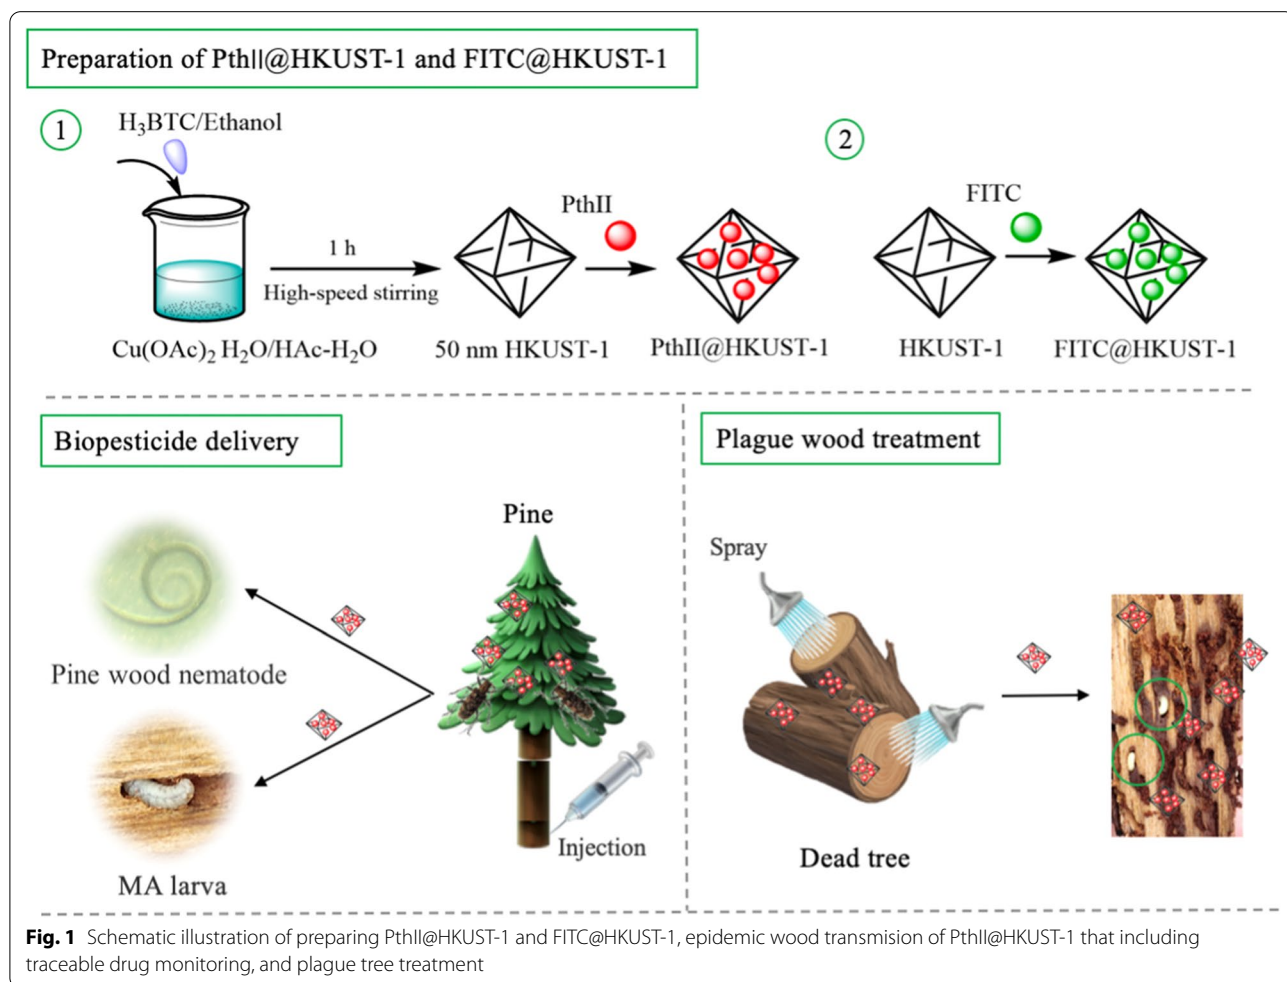 Preparation of PthII@HKUST-1 and FITC@HKUST-1
1
H₃BTC/Ethanol
1 h
High-speed stirring
Cu(OAc)₂ H₂O/HAc-H₂O
50 nm HKUST-1
PthII
PthII@HKUST-1
2
FITC
HKUST-1
FITC@HKUST-1
Biopesticide delivery
Pine wood nematode
MA larva
Pine
Injection
Plague wood treatment
Spray
Dead tree
Fig. 1 Schematic illustration of preparing PthII@HKUST-1 and FITC@HKUST-1, epidemic wood transmision of PthII@HKUST-1 that including
traceable drug monitoring, and plague tree treatment